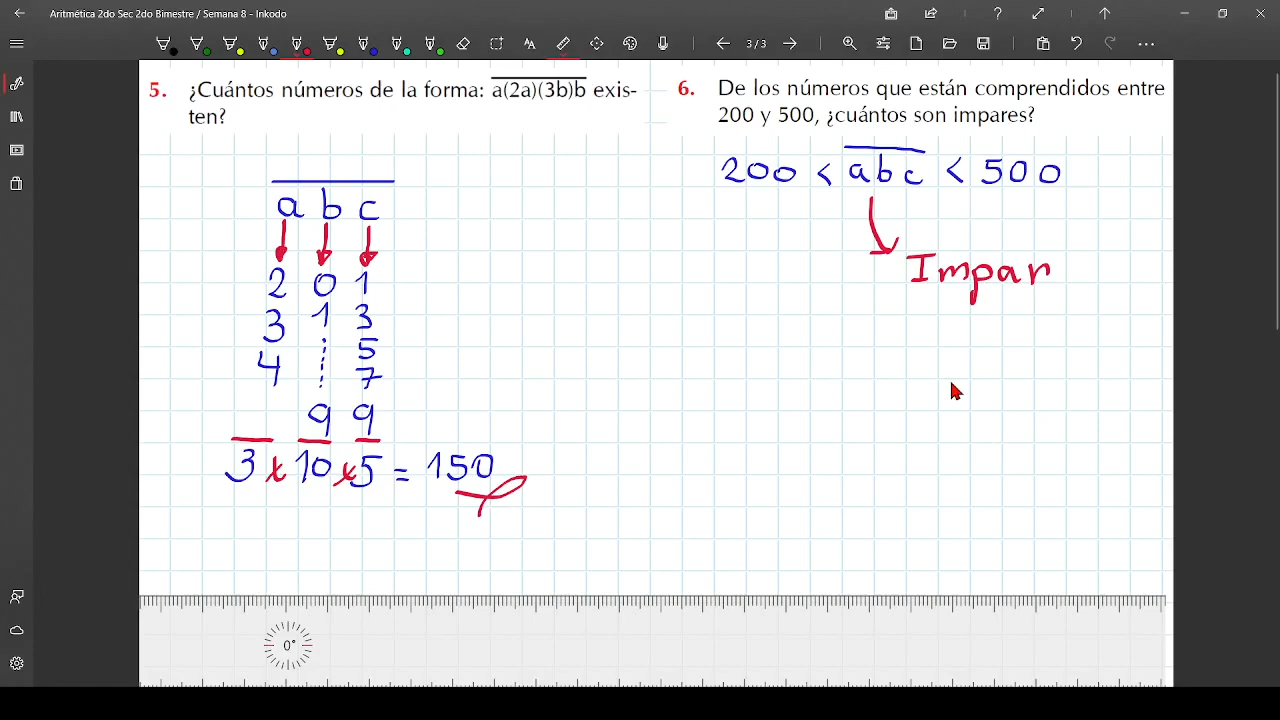 Aritmética 2do Sec 2do Bimestre / Semana 8 - Inkodo
3/3
5. ¿Cuántos números de la forma: a(2a)(3b)b exis-
ten?
a b c
2 0 1
3 1 3
5
4 7
9 9
3 x 10 x 5 = 150
6. De los números que están comprendidos entre
200 y 500, ¿cuántos son impares?
200 < abc < 500
Impar
0°